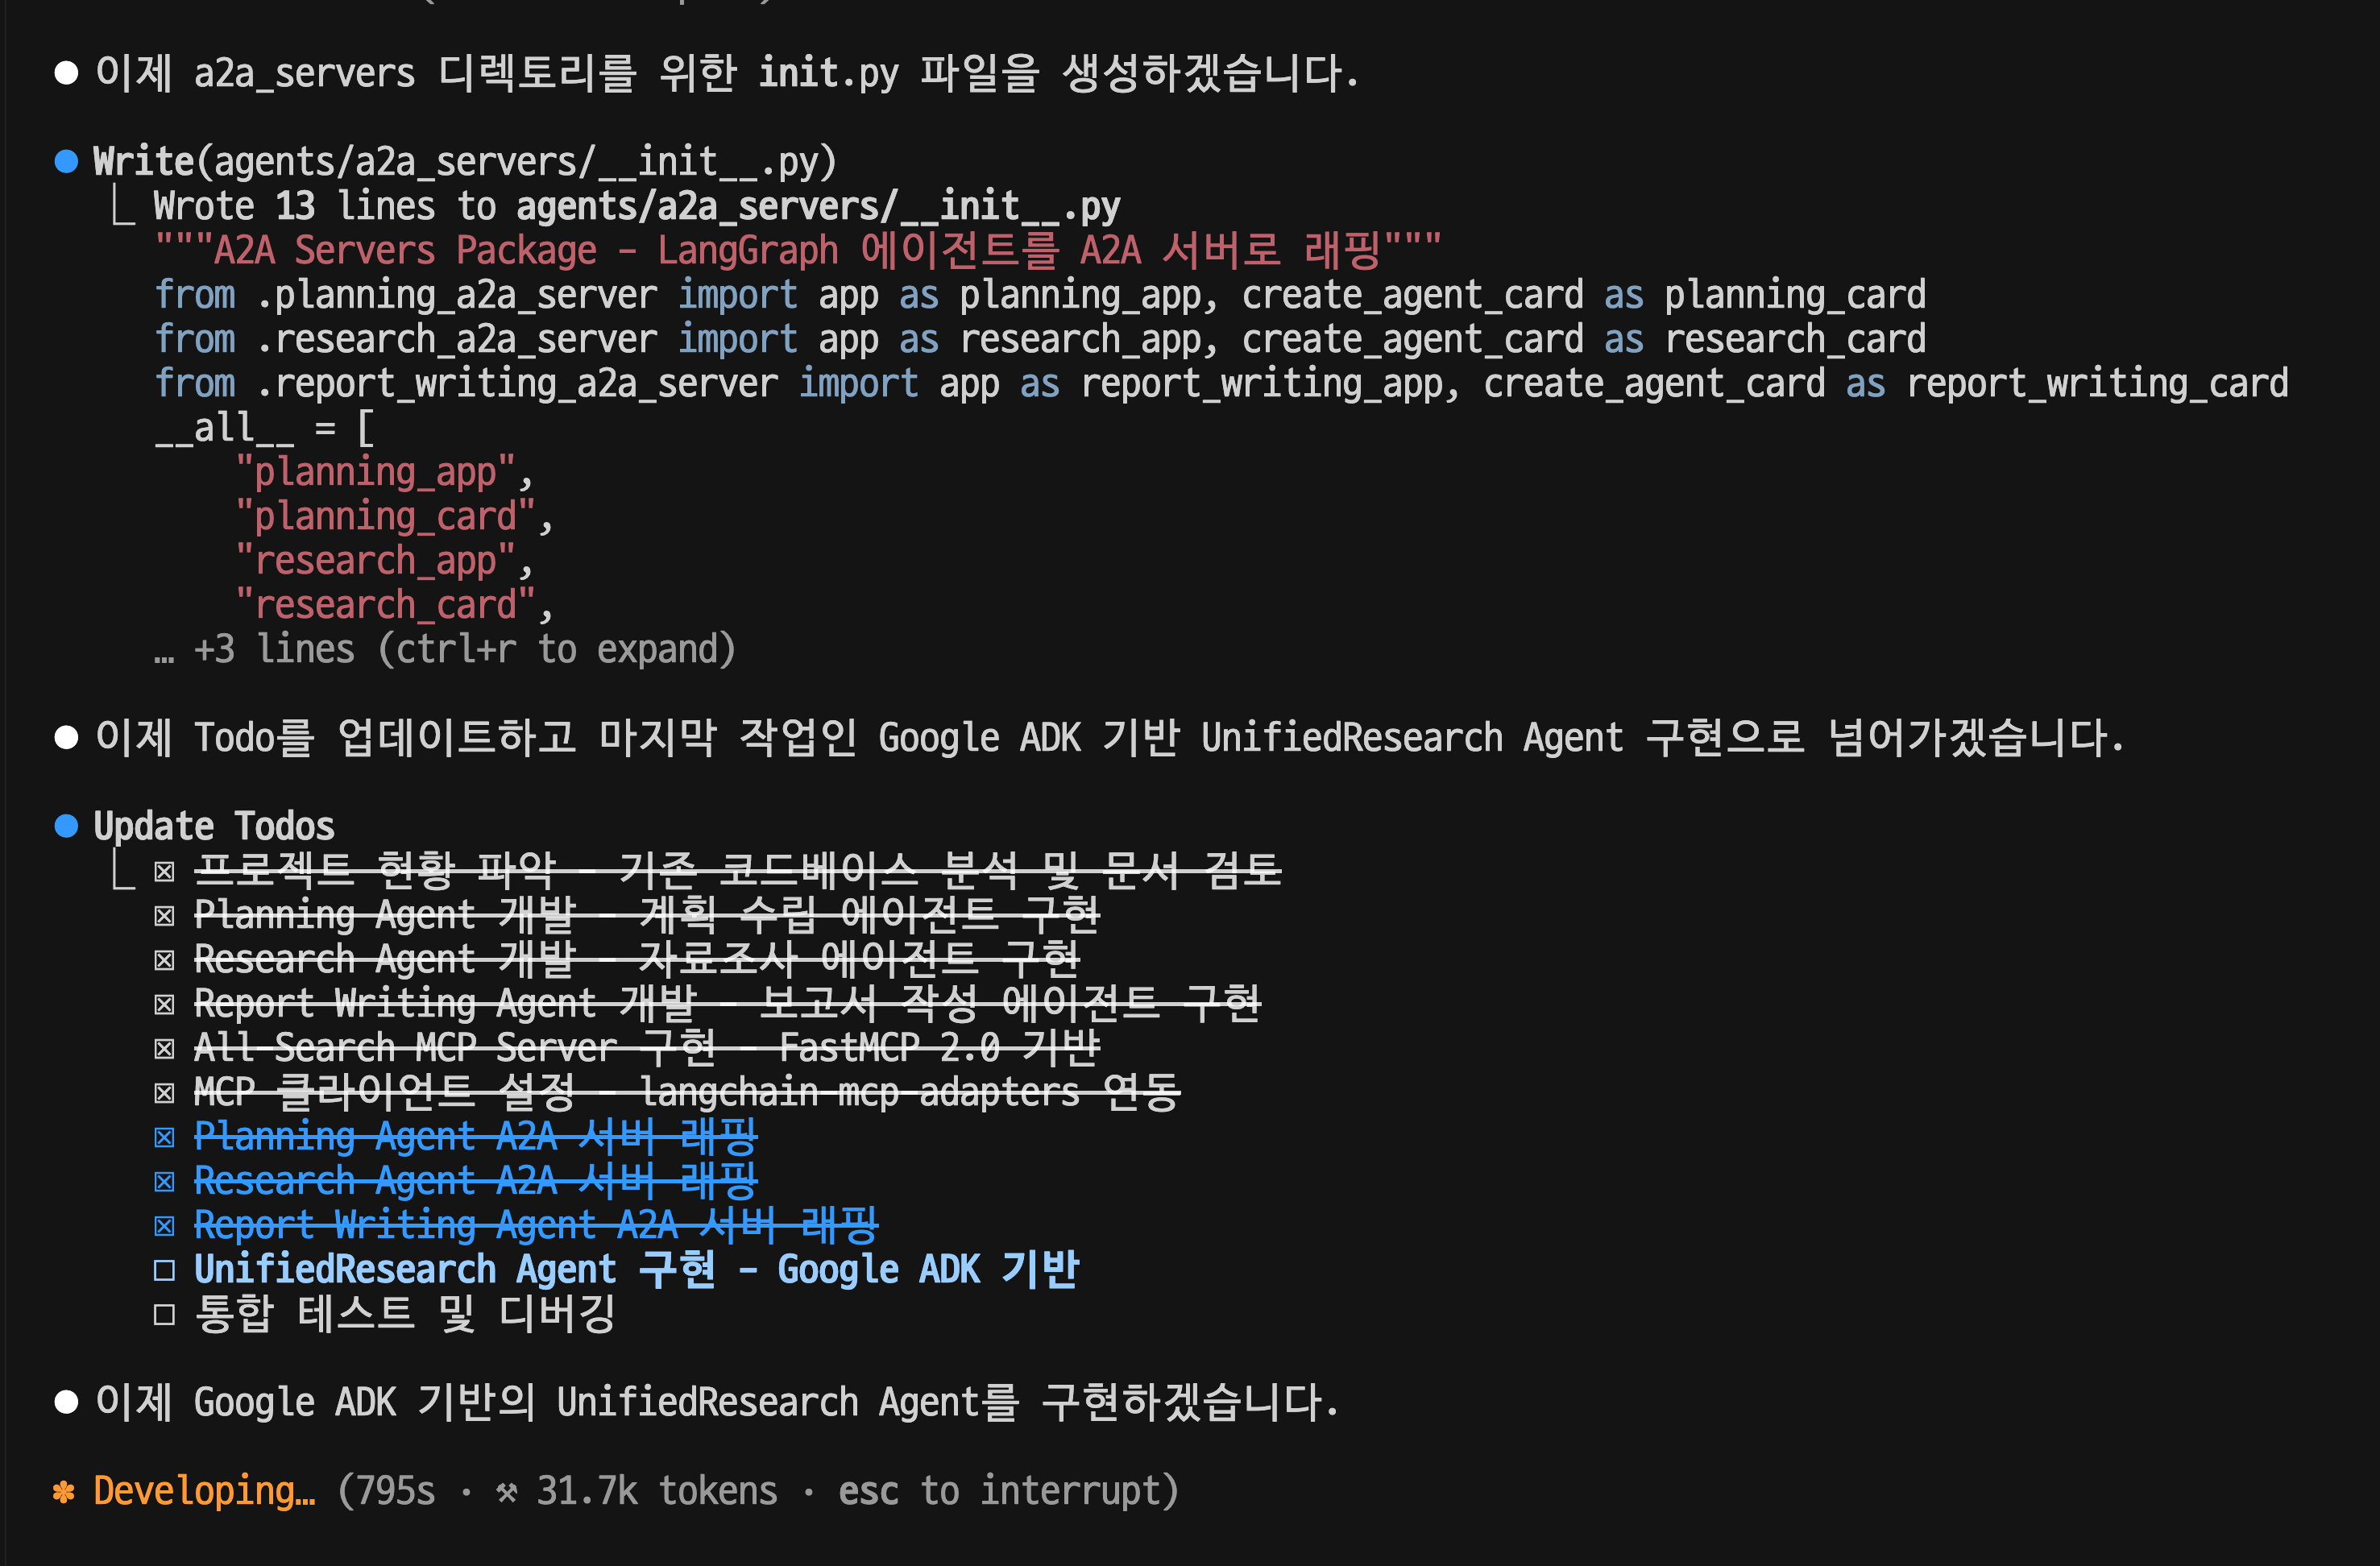 ● 이제 a2a_servers 디렉토리를 위한 init.py 파일을 생성하겠습니다.
● Write(agents/a2a_servers/__init__.py)
⎿ Wrote 13 lines to agents/a2a_servers/__init__.py
"""A2A Servers Package - LangGraph 에이전트를 A2A 서버로 래핑"""
from .planning_a2a_server import app as planning_app, create_agent_card as planning_card
from .research_a2a_server import app as research_app, create_agent_card as research_card
from .report_writing_a2a_server import app as report_writing_app, create_agent_card as report_writing_card
__all__ = [
"planning_app",
"planning_card",
"research_app",
"research_card",
… +3 lines (ctrl+r to expand)
● 이제 Todo를 업데이트하고 마지막 작업인 Google ADK 기반 UnifiedResearch Agent 구현으로 넘어가겠습니다.
● Update Todos
⎿ ☒ 프로젝트 현황 파악 - 기존 코드베이스 분석 및 문서 검토
☒ Planning Agent 개발 - 계획 수립 에이전트 구현
☒ Research Agent 개발 - 자료조사 에이전트 구현
☒ Report Writing Agent 개발 - 보고서 작성 에이전트 구현
☒ All-Search MCP Server 구현 - FastMCP 2.0 기반
☒ MCP 클라이언트 설정 - langchain-mcp-adapters 연동
☒ Planning Agent A2A 서버 래핑
☒ Research Agent A2A 서버 래핑
☒ Report Writing Agent A2A 서버 래핑
☐ UnifiedResearch Agent 구현 - Google ADK 기반
☐ 통합 테스트 및 디버깅
● 이제 Google ADK 기반의 UnifiedResearch Agent를 구현하겠습니다.
✽ Developing… (795s · ⚒ 31.7k tokens · esc to interrupt)